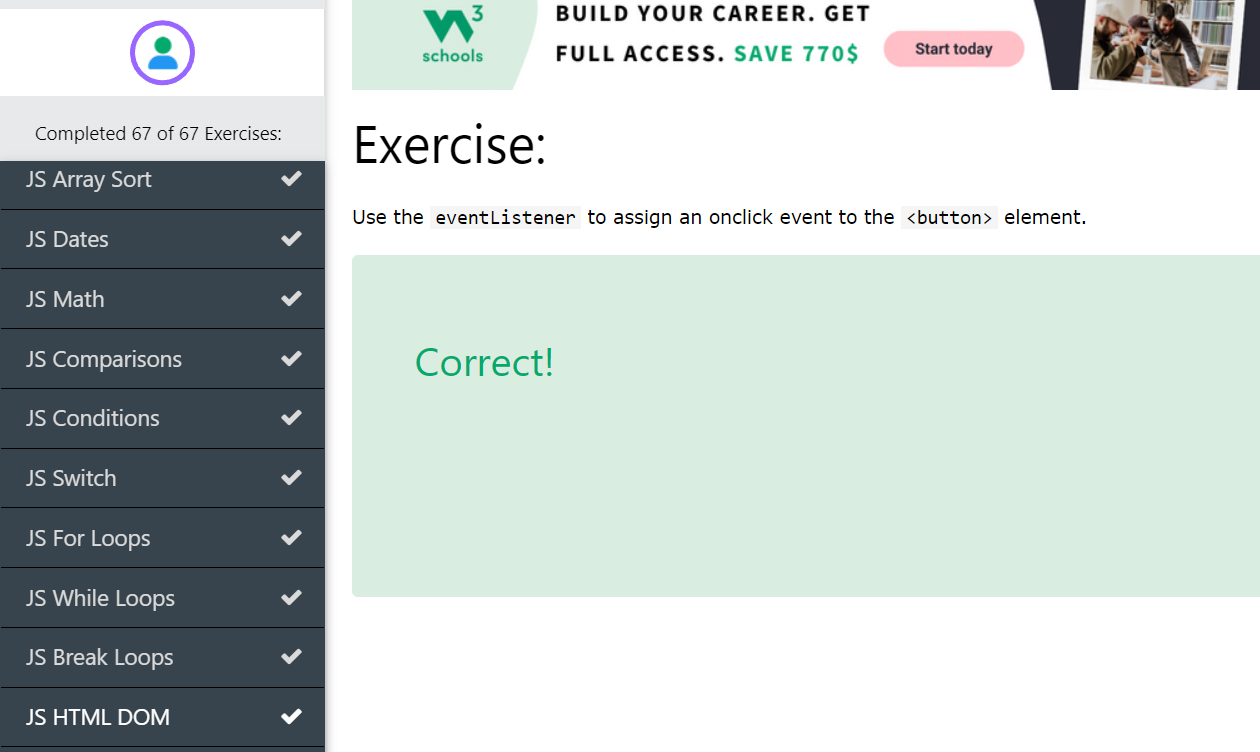 3
schools
BUILD YOUR CAREER. GET
FULL ACCESS. SAVE 770$
Start today
Completed 67 of 67 Exercises:
JS Array Sort
JS Dates
JS Math
JS Comparisons
JS Conditions
JS Switch
JS For Loops
JS While Loops
JS Break Loops
JS HTML DOM
Exercise:
Use the eventListener to assign an onclick event to the <button> element.
Correct!